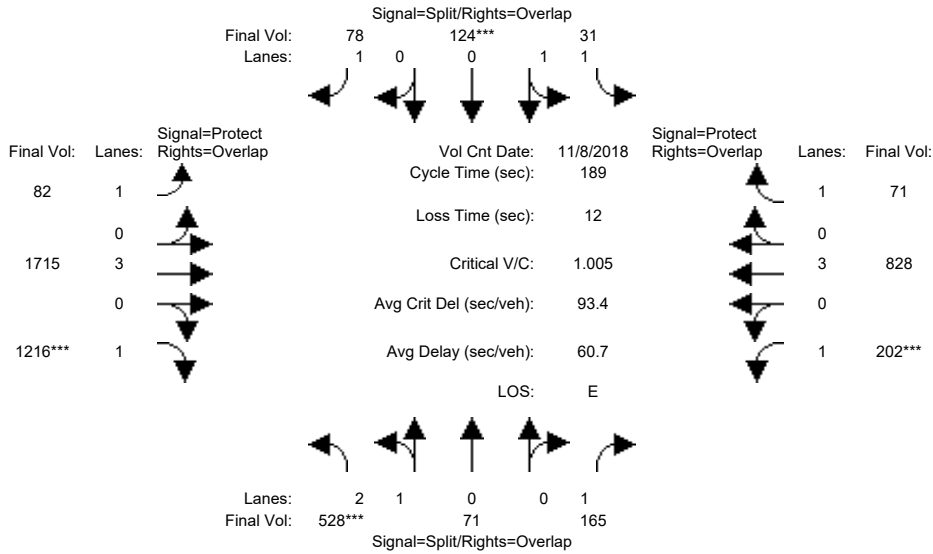 Signal=Split/Rights=Overlap
Final Vol: 78 124*** 31
Lanes: 1 0 0 1 1
Signal=Protect Signal=Protect
Final Vol: Lanes: Rights=Overlap Vol Cnt Date: 11/8/2018 Rights=Overlap Lanes: Final Vol:
Cycle Time (sec): 189
82 1 1 71
Loss Time (sec): 12
0 0
1715 3 Critical V/C: 1.005 3 828
0 Avg Crit Del (sec/veh): 93.4 0
1216*** 1 Avg Delay (sec/veh): 60.7 1 202***
LOS: E
Lanes: 2 1 0 0 1
Final Vol: 528*** 71 165
Signal=Split/Rights=Overlap